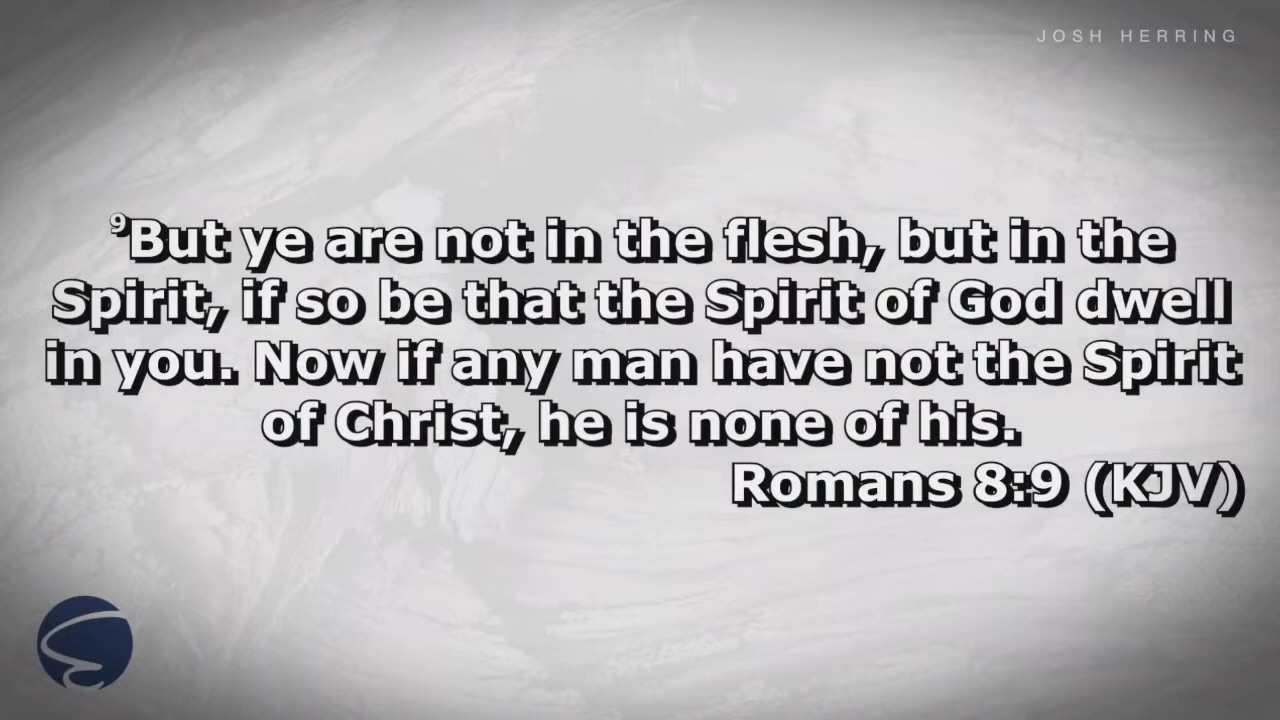 JOSH HERRING
⁹But ye are not in the flesh, but in the
Spirit, if so be that the Spirit of God dwell
in you. Now if any man have not the Spirit
of Christ, he is none of his.
Romans 8:9 (KJV)